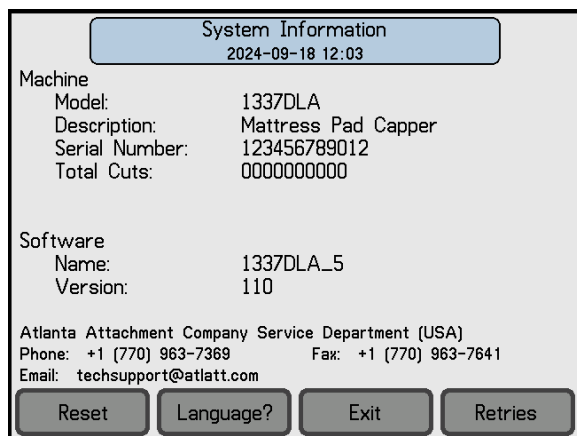 System Information
2024-09-18 12:03
Machine
Model: 1337DLA
Description: Mattress Pad Capper
Serial Number: 123456789012
Total Cuts: 0000000000
Software
Name: 1337DLA_5
Version: 110
Atlanta Attachment Company Service Department (USA)
Phone: +1 (770) 963-7369 Fax: +1 (770) 963-7641
Email: techsupport@atlatt.com
Reset Language? Exit Retries